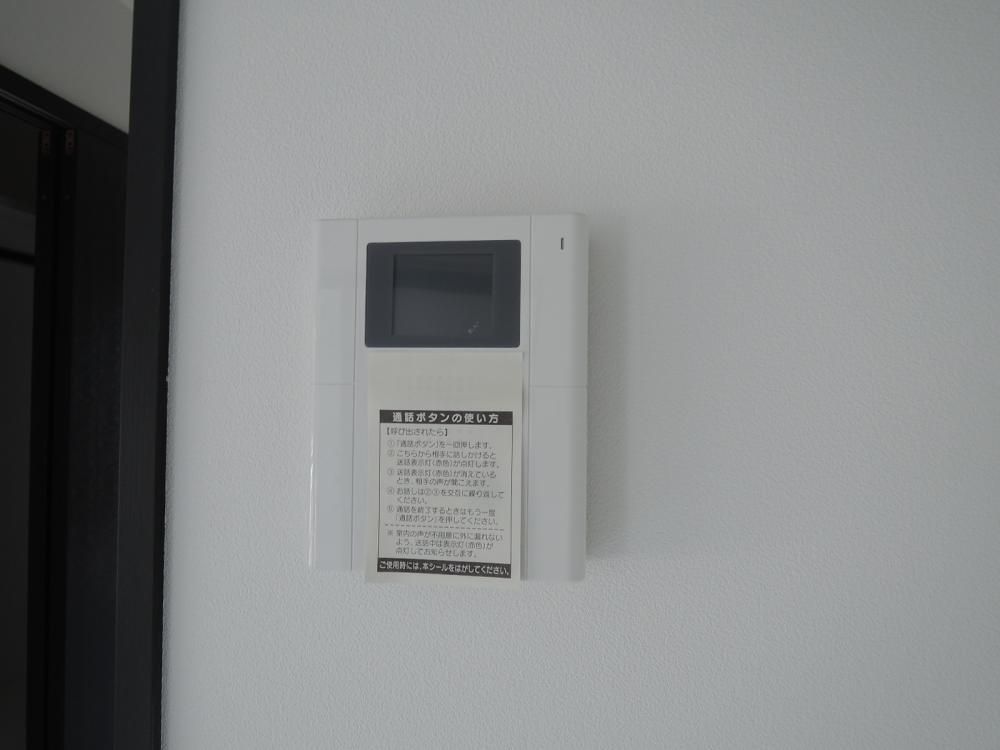 通話ボタンの使い方
【呼び出されたら】
①「通話ボタン」を一回押します。
②こちらから相手に話しかけると
送話表示灯(赤色)が点灯します。
③送話表示灯(赤色)が消えている
とき、相手の声が聞こえます。
④お話しは②③を交互に繰り返して
ください。
⑤通話を終了するときはもう一度
「通話ボタン」を押してください。
※室内の声が不用意に外に漏れない
よう、送話中は表示灯(赤色)が
点灯してお知らせします。
ご使用時には、本シールをはがしてください。